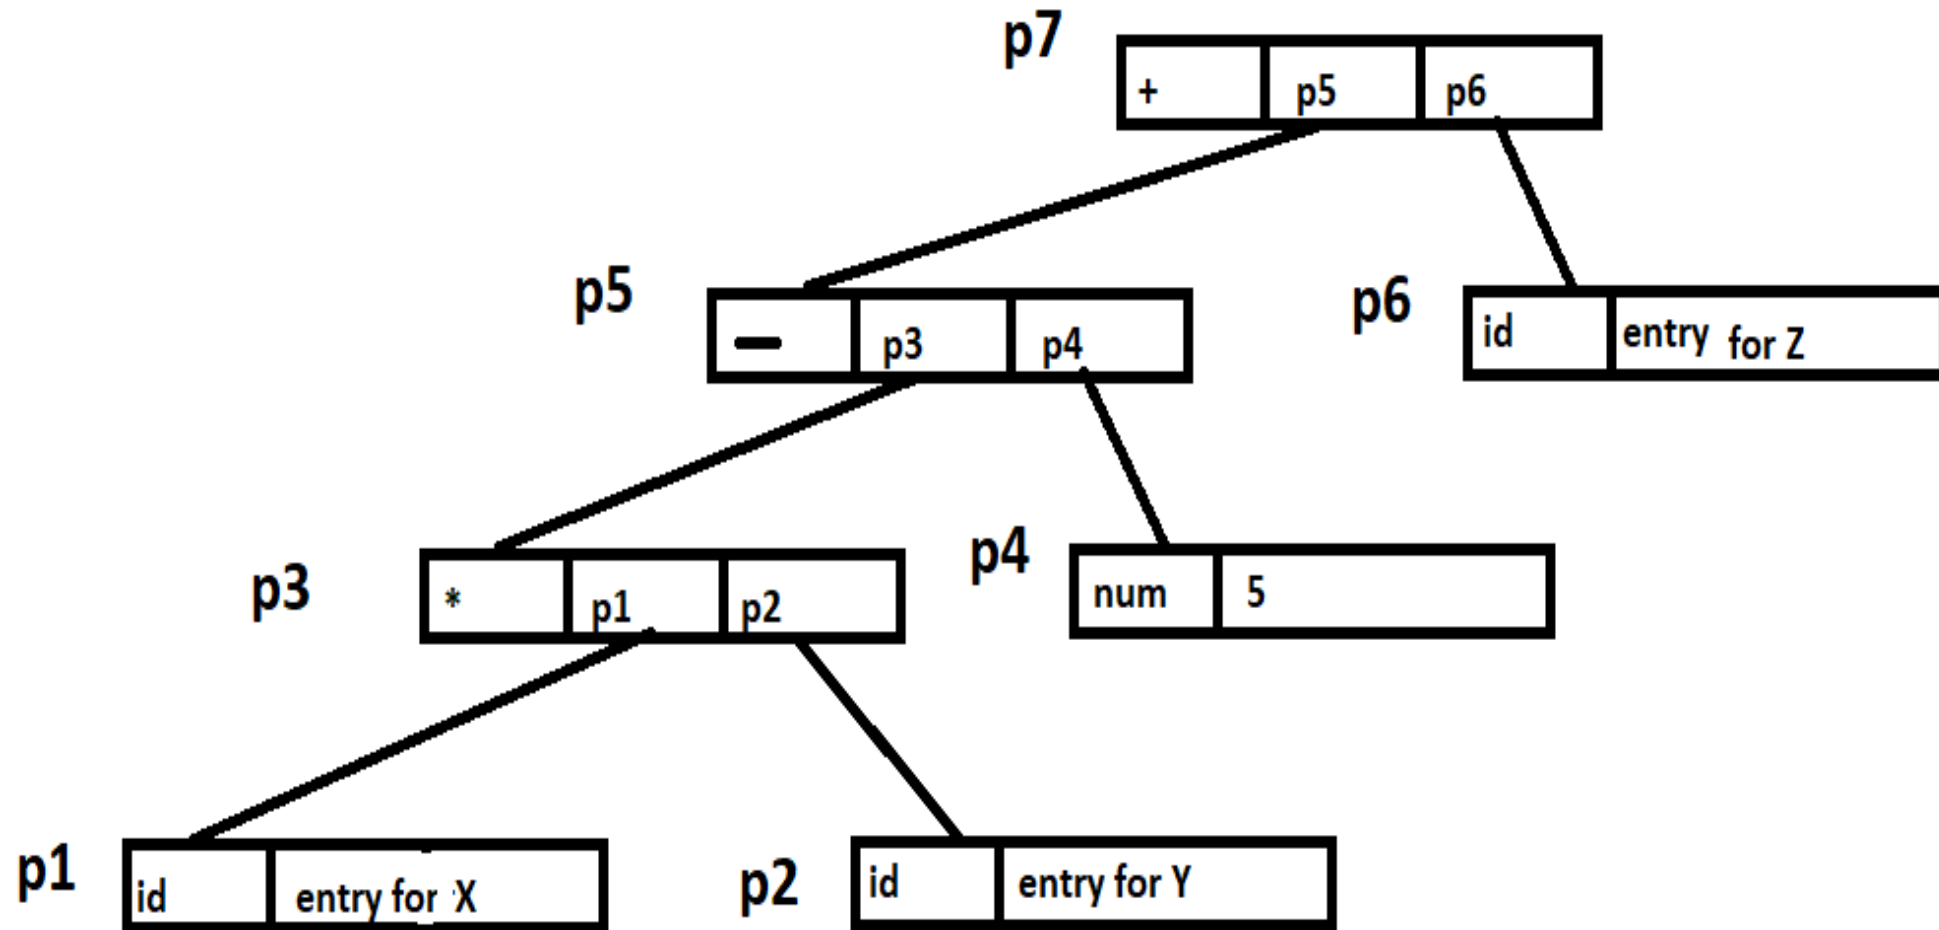 p7
+ p5 p6
p5
— p3 p4
p6
id entry for Z
p3
* p1 p2
p4
num 5
p1
id entry for X
p2
id entry for Y